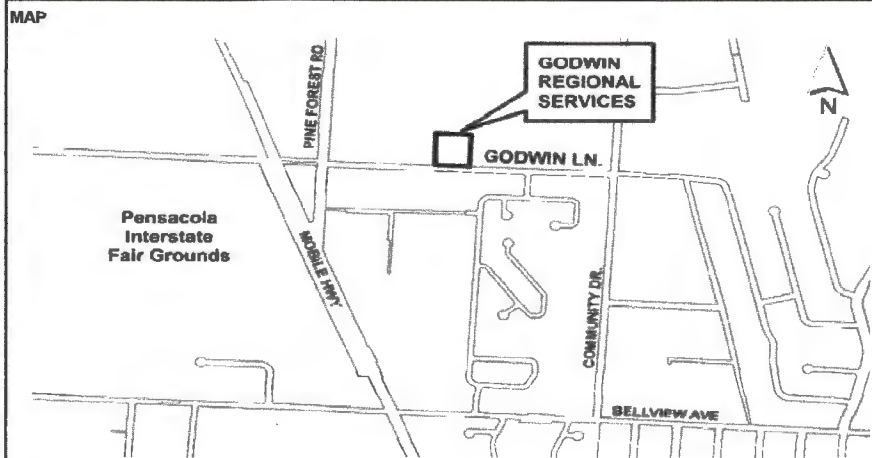 MAP
GODWIN
REGIONAL
SERVICES
PINE FOREST RD
N
GODWIN LN.
Pensacola
Interstate
Fair Grounds
MOBILE HWY
COMMUNITY DR.
BELLVIEW AVE